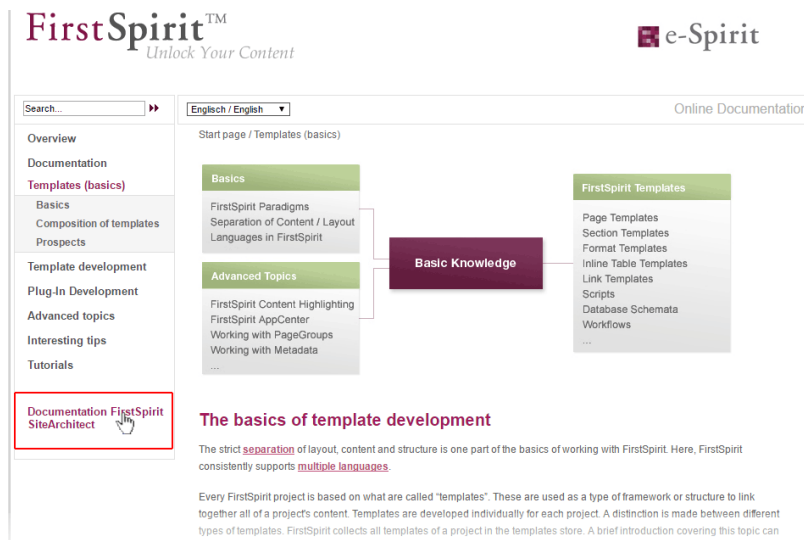 FirstSpirit™
Unlock Your Content
e-Spirit
Search...
Englisch / English
Online Documentation
Overview
Documentation
Templates (basics)
Basics
Composition of templates
Prospects
Template development
Plug-In Development
Advanced topics
Interesting tips
Tutorials
Documentation FirstSpirit
SiteArchitect
Start page / Templates (basics)
Basics
FirstSpirit Paradigms
Separation of Content / Layout
Languages in FirstSpirit
Advanced Topics
FirstSpirit Content Highlighting
FirstSpirit AppCenter
Working with PageGroups
Working with Metadata
...
Basic Knowledge
FirstSpirit Templates
Page Templates
Section Templates
Format Templates
Inline Table Templates
Link Templates
Scripts
Database Schemata
Workflows
...
The basics of template development
The strict separation of layout, content and structure is one part of the basics of working with FirstSpirit. Here, FirstSpirit
consistently supports multiple languages.
Every FirstSpirit project is based on what are called “templates”. These are used as a type of framework or structure to link
together all of a project's content. Templates are developed individually for each project. A distinction is made between different
types of templates. FirstSpirit collects all templates of a project in the templates store. A brief introduction covering this topic can